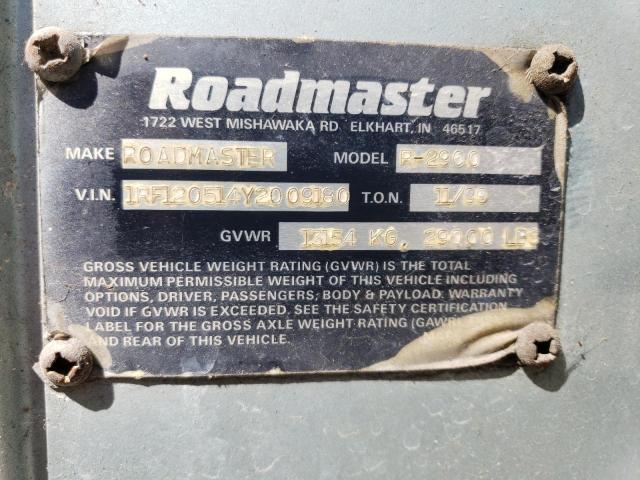 Roadmaster
1722 WEST MISHAWAKA RD ELKHART, IN 46517
MAKE ROADMASTER MODEL R-2960
V.I.N. 1RF120514Y2009180 T.O.N. 11/99
GVWR 13154 KG, 29000 LBS
GROSS VEHICLE WEIGHT RATING (GVWR) IS THE TOTAL
MAXIMUM PERMISSIBLE WEIGHT OF THIS VEHICLE INCLUDING
OPTIONS, DRIVER, PASSENGERS, BODY & PAYLOAD. WARRANTY
VOID IF GVWR IS EXCEEDED. SEE THE SAFETY CERTIFICATION
LABEL FOR THE GROSS AXLE WEIGHT RATING (GAWR)
AND REAR OF THIS VEHICLE.